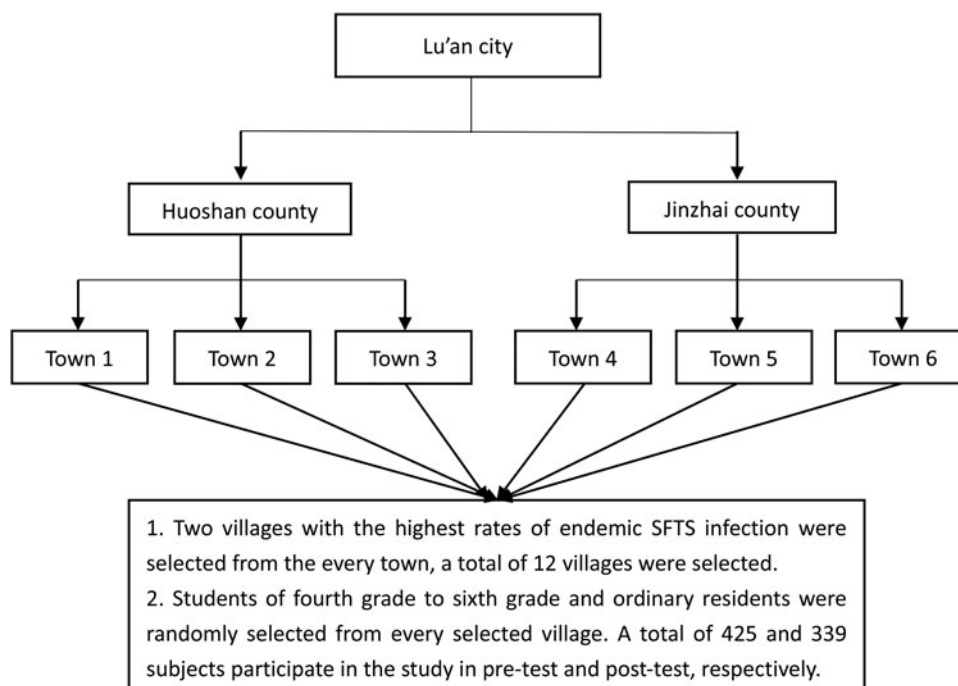 Lu’an city
Huoshan county
Jinzhai county
Town 1
Town 2
Town 3
Town 4
Town 5
Town 6
1. Two villages with the highest rates of endemic SFTS infection were
selected from the every town, a total of 12 villages were selected.
2. Students of fourth grade to sixth grade and ordinary residents were
randomly selected from every selected village. A total of 425 and 339
subjects participate in the study in pre-test and post-test, respectively.